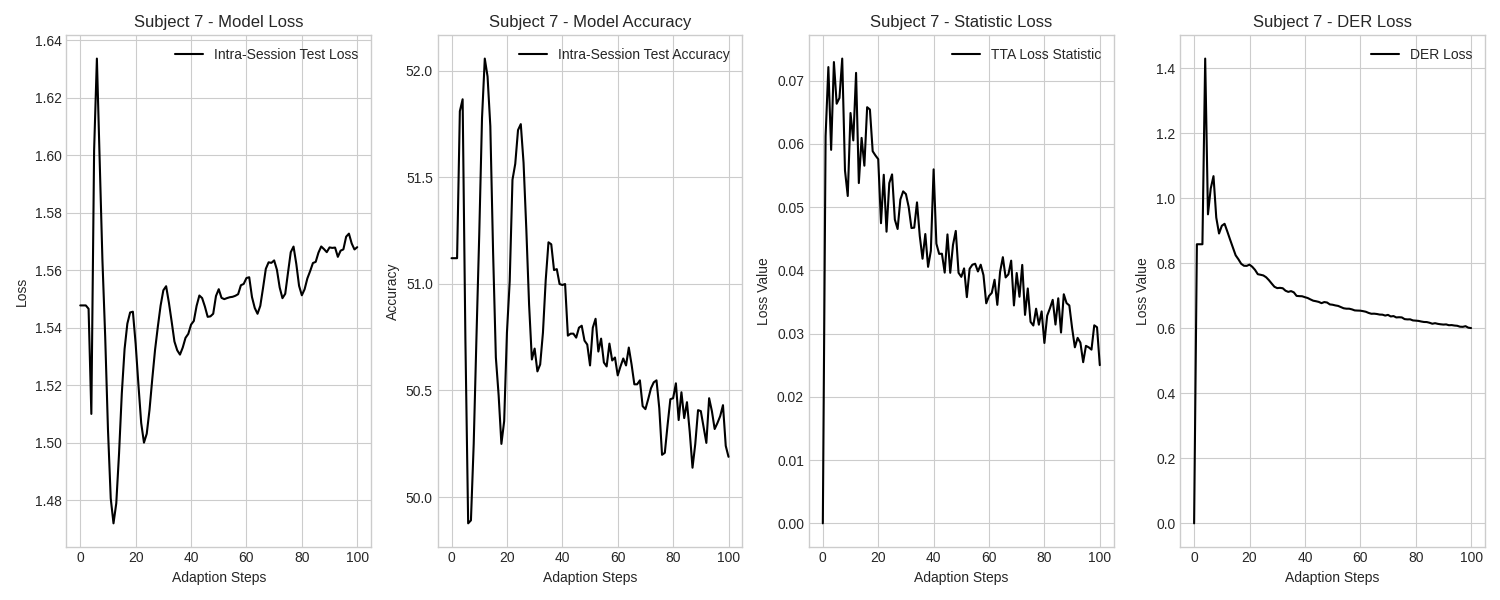 Subject 7 - Model Loss
Intra-Session Test Loss
1.64
1.62
1.60
1.58
1.56
1.54
1.52
1.50
1.48
Loss
0 20 40 60 80 100
Adaption Steps
Subject 7 - Model Accuracy
Intra-Session Test Accuracy
52.0
51.5
51.0
50.5
50.0
Accuracy
0 20 40 60 80 100
Adaption Steps
Subject 7 - Statistic Loss
TTA Loss Statistic
0.07
0.06
0.05
0.04
0.03
0.02
0.01
0.00
Loss Value
0 20 40 60 80 100
Adaption Steps
Subject 7 - DER Loss
DER Loss
1.4
1.2
1.0
0.8
0.6
0.4
0.2
0.0
Loss Value
0 20 40 60 80 100
Adaption Steps